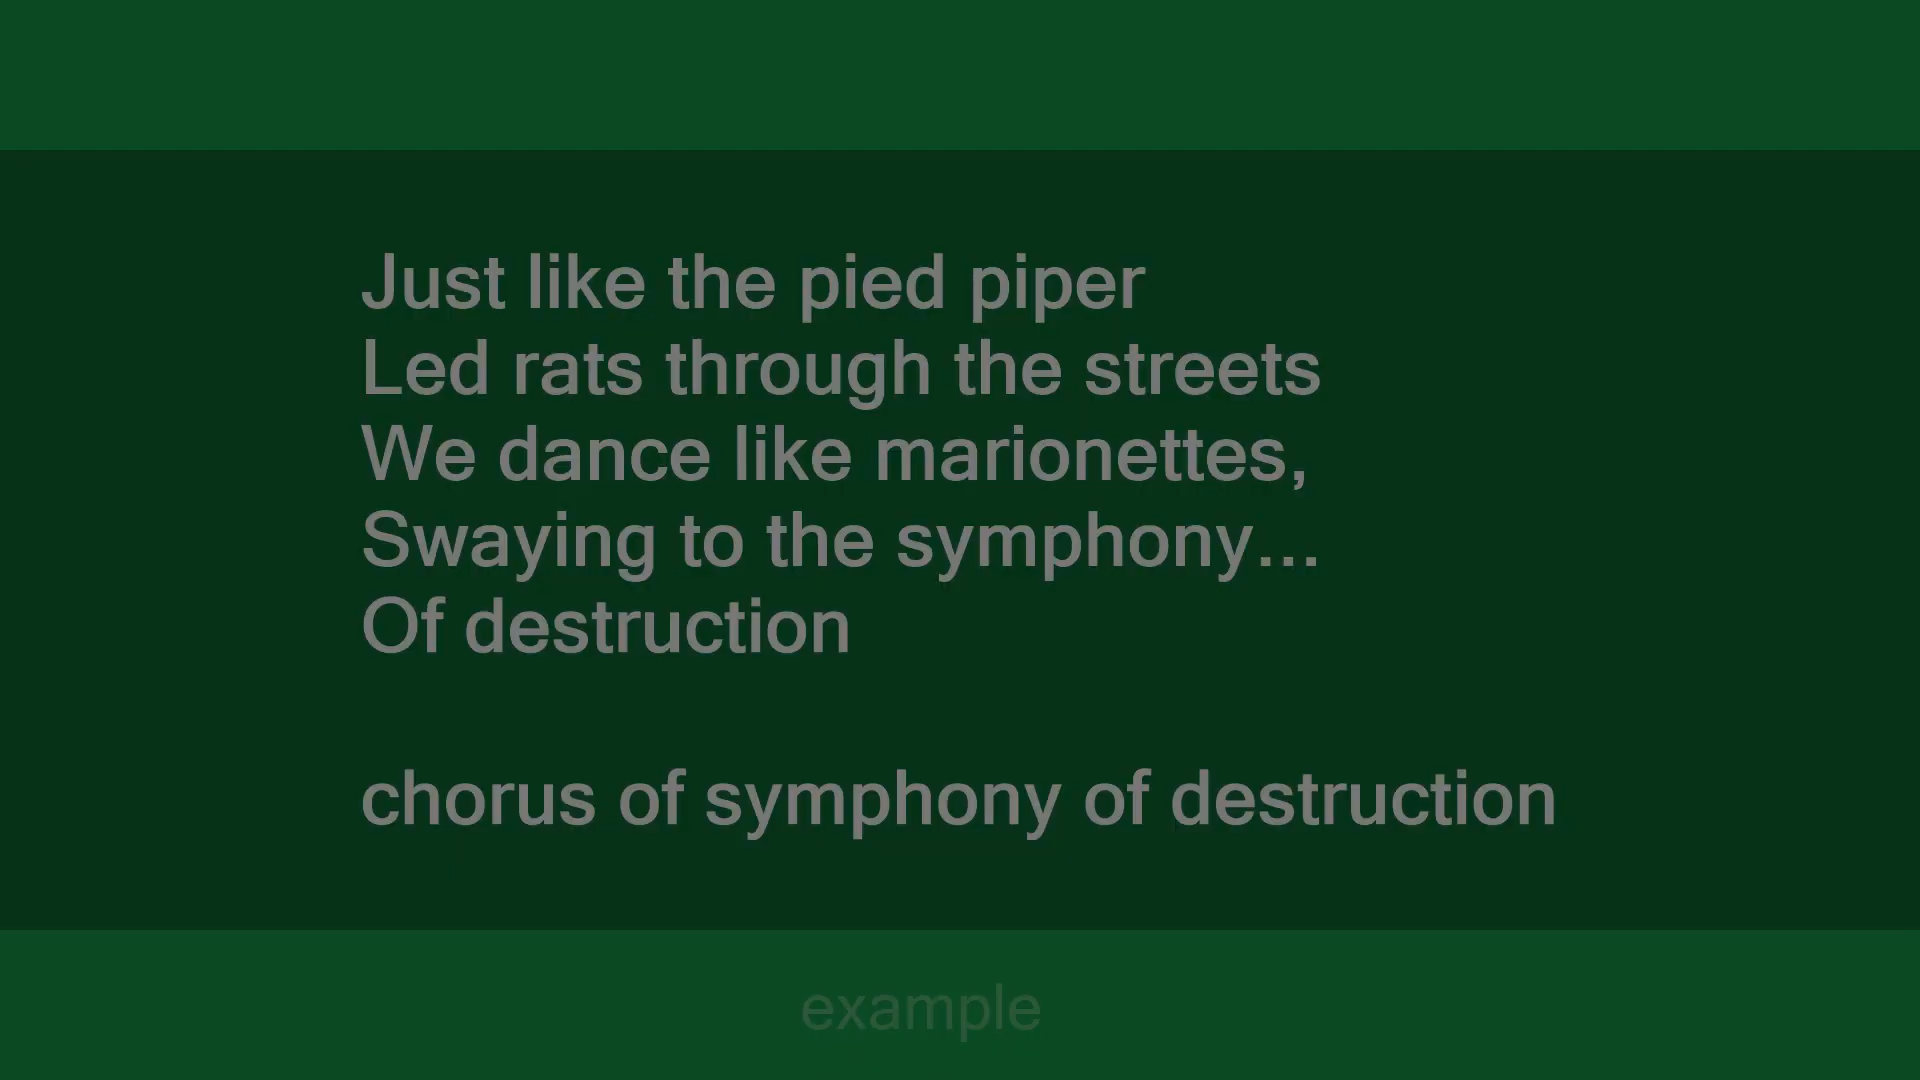 Just like the pied piper
Led rats through the streets
We dance like marionettes,
Swaying to the symphony...
Of destruction
chorus of symphony of destruction
example